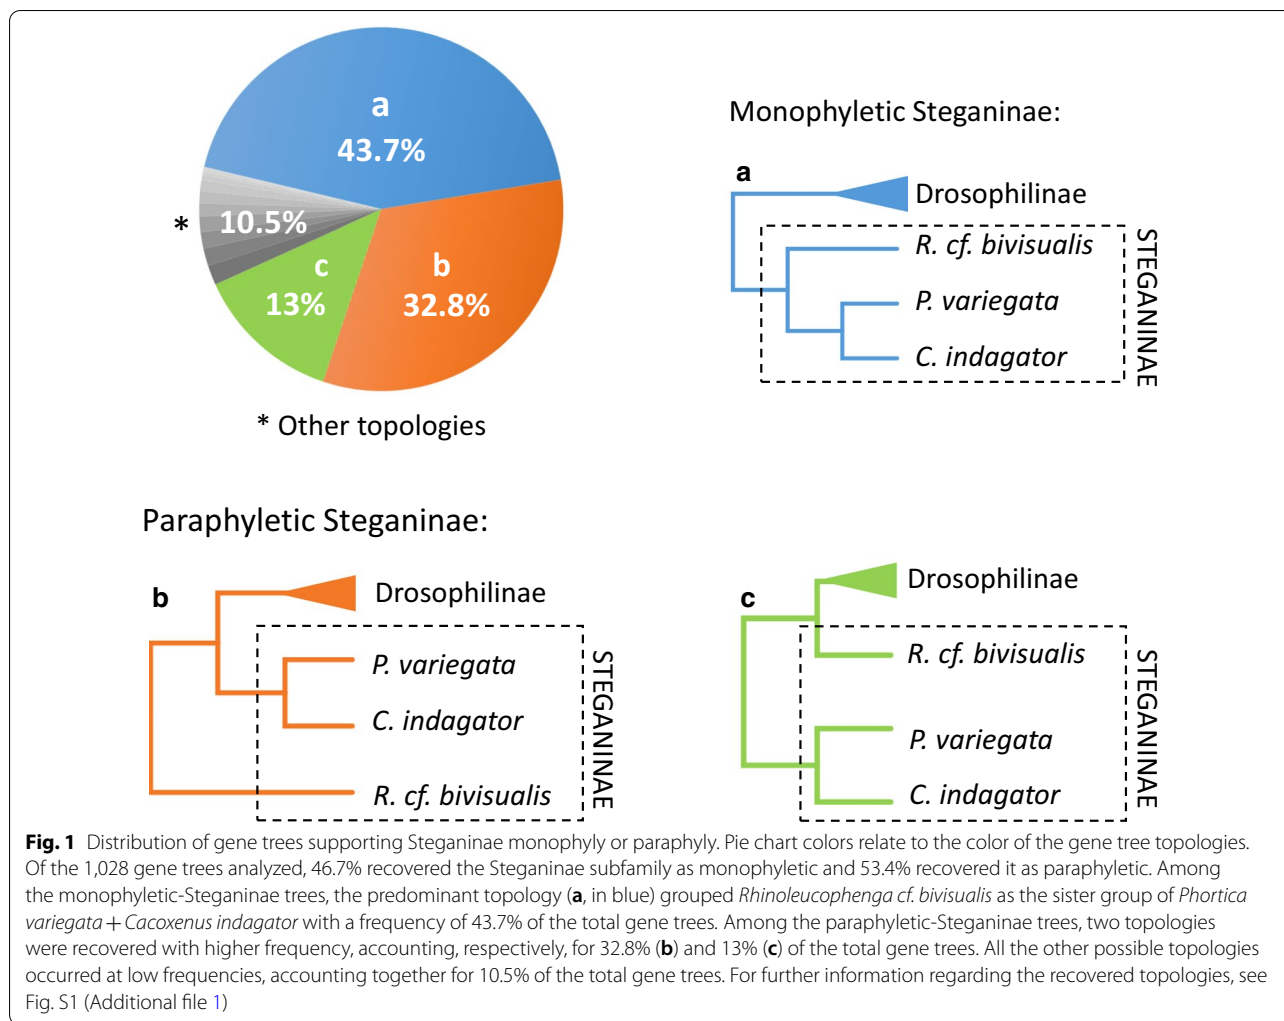 a
43.7%
10.5%
*
c
13%
b
32.8%
* Other topologies
Monophyletic Steganinae:
a
Drosophilinae
R. cf. bivisualis
P. variegata
C. indagator
STEGANINAE
Paraphyletic Steganinae:
b
Drosophilinae
P. variegata
C. indagator
R. cf. bivisualis
STEGANINAE
c
Drosophilinae
R. cf. bivisualis
P. variegata
C. indagator
STEGANINAE
Fig. 1 Distribution of gene trees supporting Steganinae monophyly or paraphyly. Pie chart colors relate to the color of the gene tree topologies.
Of the 1,028 gene trees analyzed, 46.7% recovered the Steganinae subfamily as monophyletic and 53.4% recovered it as paraphyletic. Among
the monophyletic-Steganinae trees, the predominant topology (a, in blue) grouped Rhinoleucophenga cf. bivisualis as the sister group of Phortica
variegata + Cacoxenus indagator with a frequency of 43.7% of the total gene trees. Among the paraphyletic-Steganinae trees, two topologies
were recovered with higher frequency, accounting, respectively, for 32.8% (b) and 13% (c) of the total gene trees. All the other possible topologies
occurred at low frequencies, accounting together for 10.5% of the total gene trees. For further information regarding the recovered topologies, see
Fig. S1 (Additional file 1)